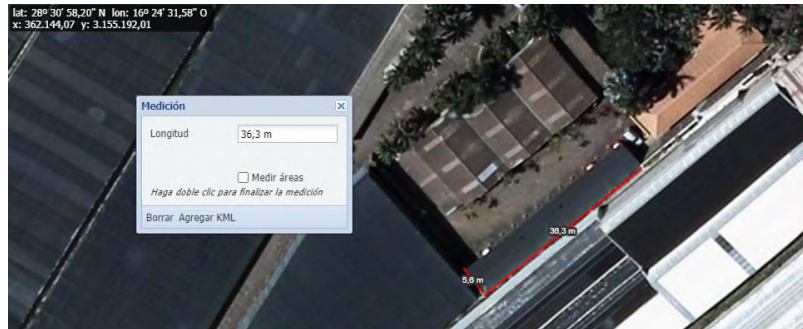 lat: 28º 30' 58,20" N lon: 16º 24' 31,58" O
x: 362.144,07 y: 3.155.192,01
Medición
Longitud 36,3 m
Medir áreas
Haga doble clic para finalizar la medición
Borrar Agregar KML
36,3 m
5,6 m